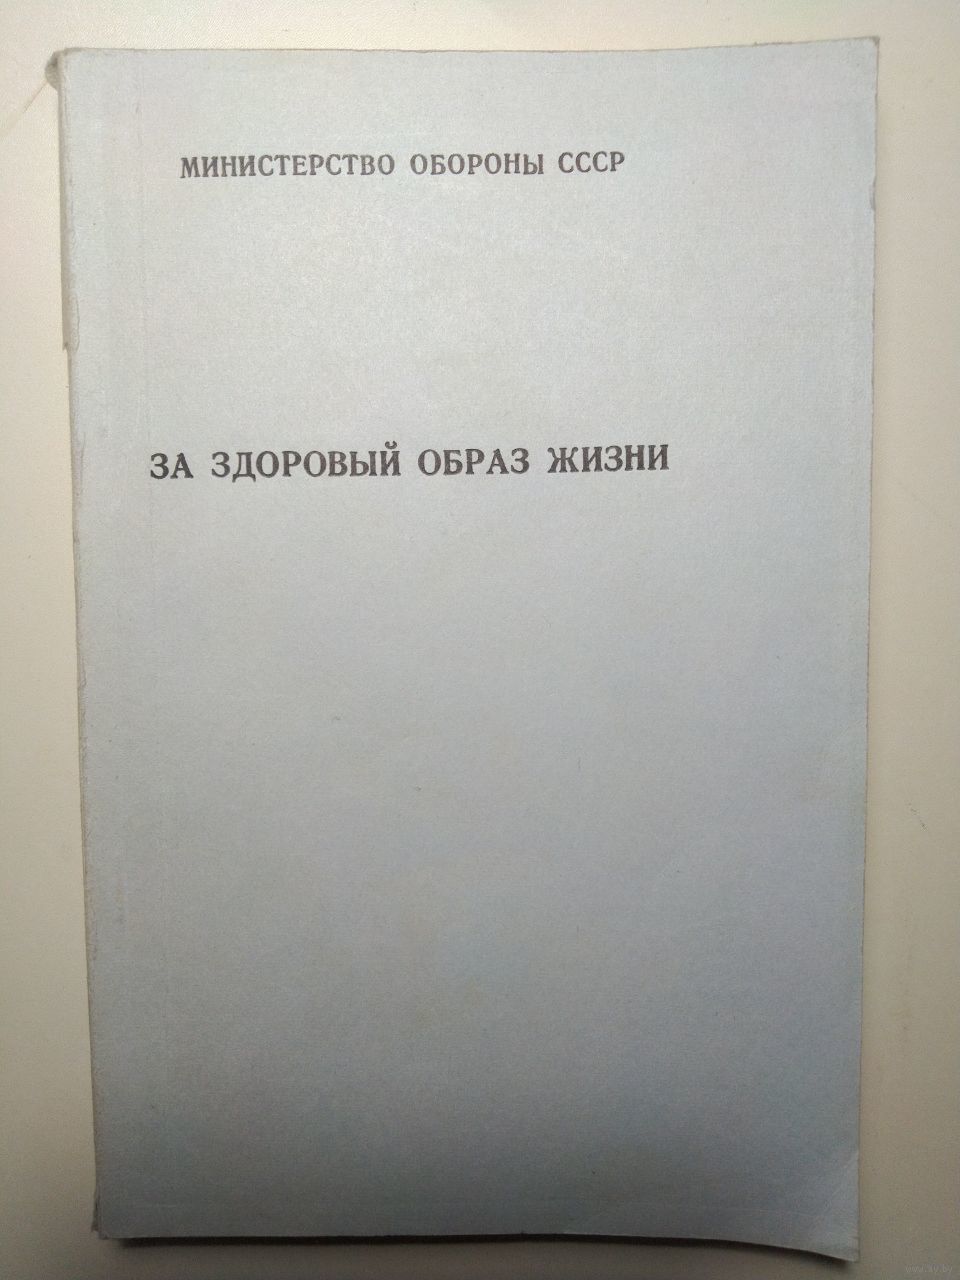 МИНИСТЕРСТВО ОБОРОНЫ СССР
ЗА ЗДОРОВЫЙ ОБРАЗ ЖИЗНИ